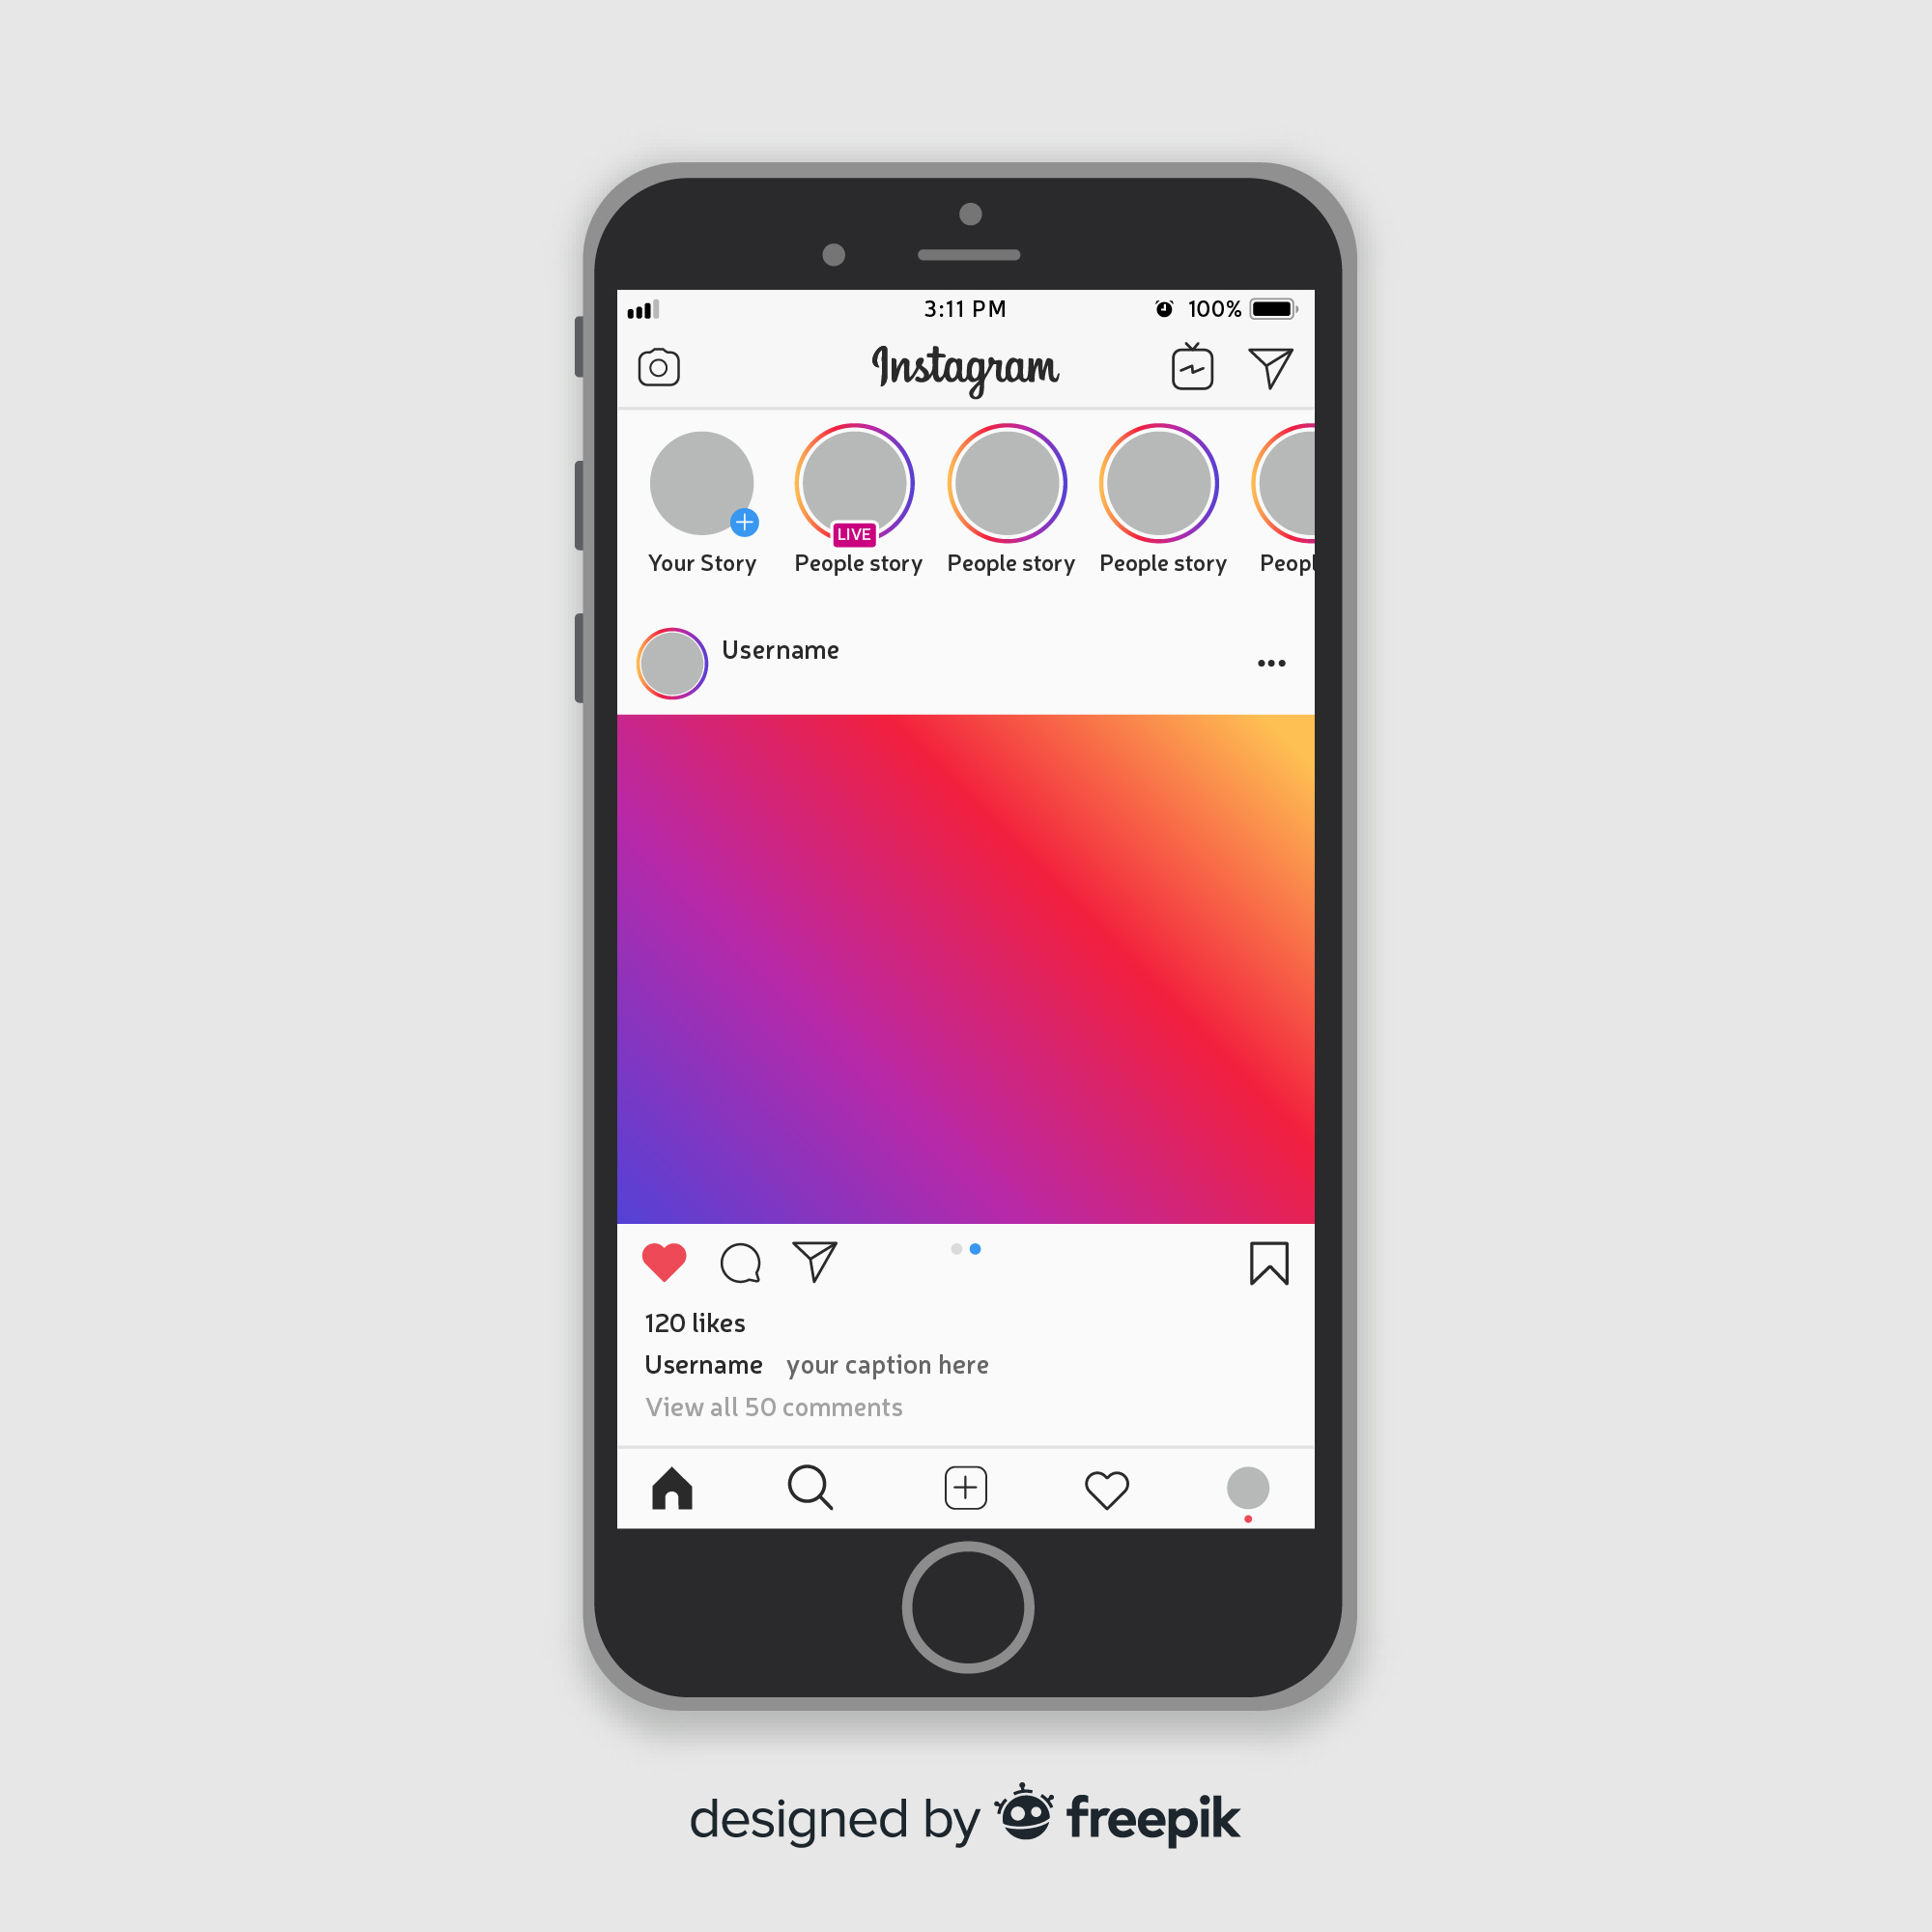 3:11 PM 100%
Instagram
LIVE
Your Story People story People story People story Peopl
Username
120 likes
Username your caption here
View all 50 comments
designed by freepik